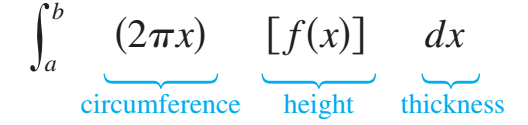 ∫_a^b (2πx) [f(x)] dx
circumference height thickness